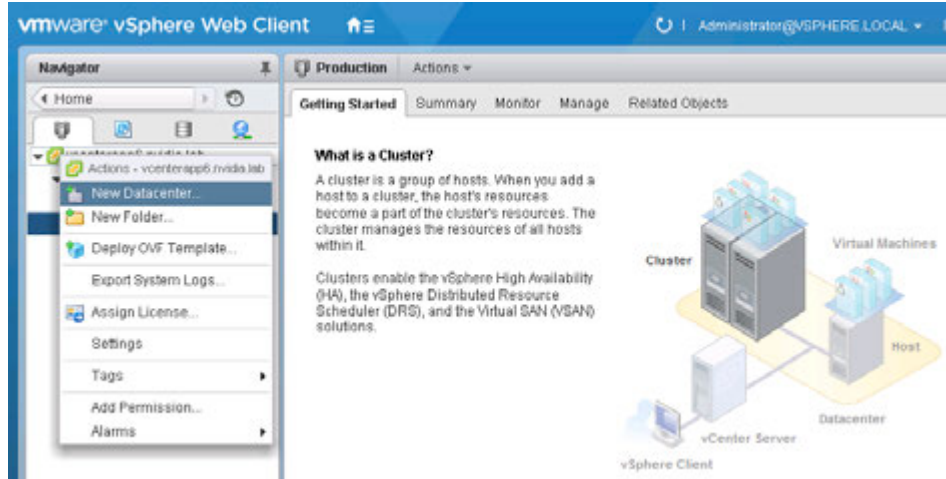 vmware® vSphere Web Client
Administrator@VSPHERE.LOCAL
Navigator
Production Actions
Home
Getting Started Summary Monitor Manage Related Objects
Actions - vcenterapp6.nvidia.lab
New Datacenter...
New Folder...
Deploy OVF Template...
Export System Logs...
Assign License...
Settings
Tags
Add Permission...
Alarms
What is a Cluster?
A cluster is a group of hosts. When you add a
host to a cluster, the host's resources
become a part of the cluster's resources. The
cluster manages the resources of all hosts
within it.
Clusters enable the vSphere High Availability
(HA), the vSphere Distributed Resource
Scheduler (DRS), and the Virtual SAN (VSAN)
solutions.
Cluster
Virtual Machines
Host
Datacenter
vCenter Server
vSphere Client